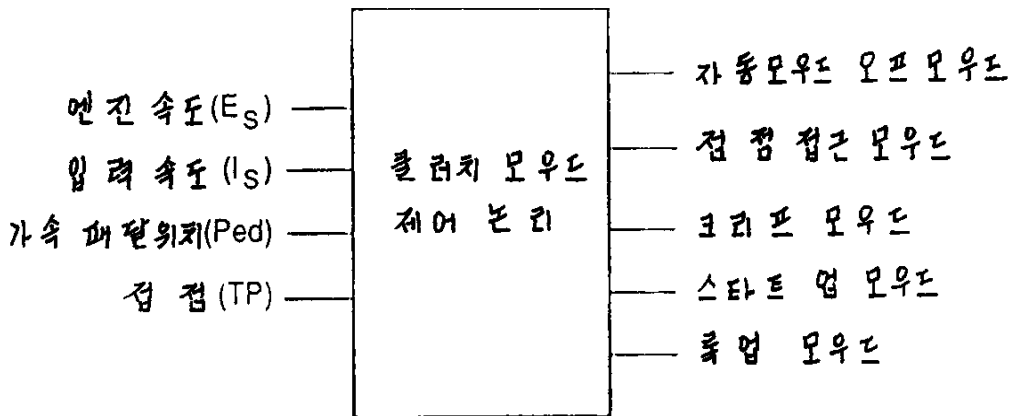 엔진 속도(E_S)
입력 속도 (I_S)
가속 패달위치(Ped)
접 점 (TP)
클러치 모우드
제어 논리
자동모우드 오프 모우드
접점접근 모우드
크리프 모우드
스타트 업 모우드
록업 모우드